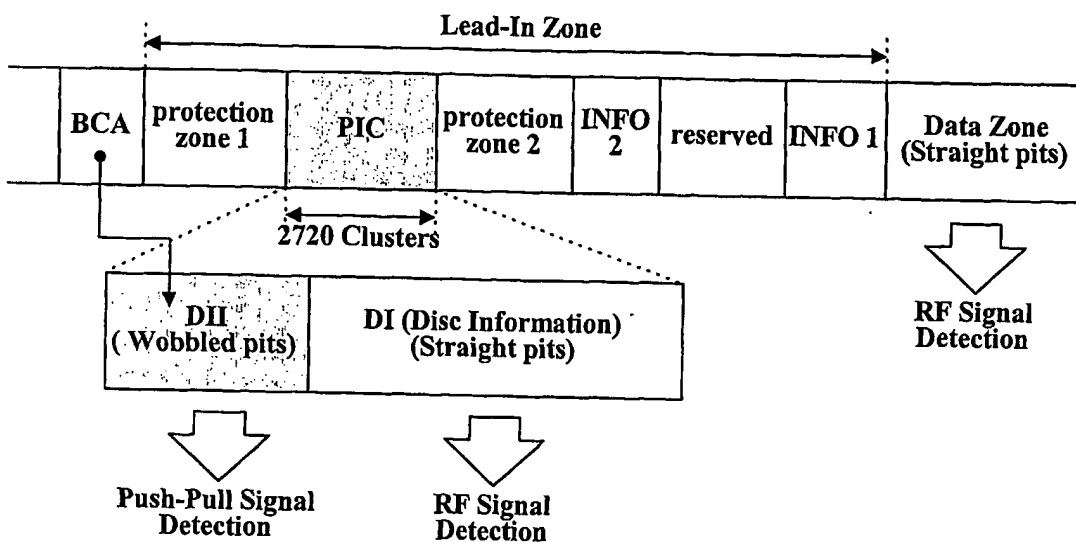 Lead-In Zone
BCA
protection
zone 1
PIC
protection
zone 2
INFO
2
reserved
INFO 1
Data Zone
(Straight pits)
2720 Clusters
DII
( Wobbled pits)
DI (Disc Information)
(Straight pits)
RF Signal
Detection
Push-Pull Signal
Detection
RF Signal
Detection